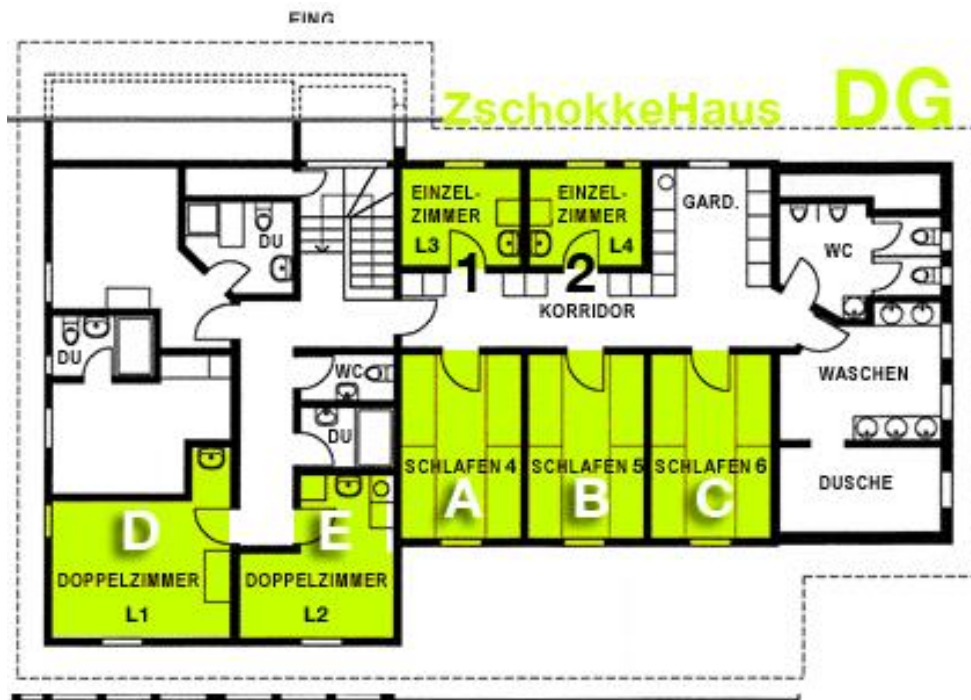 EING
ZschokkeHaus DG
EINZEL-
ZIMMER
L3
1
EINZEL-
ZIMMER
L4
2
GARD.
WC
DU
KORRIDOR
DU
WC
DU
WASCHEN
SCHLAFEN 4
A
SCHLAFEN 5
B
SCHLAFEN 6
C
DUSCHE
D
DOPPELZIMMER
L1
E
DOPPELZIMMER
L2